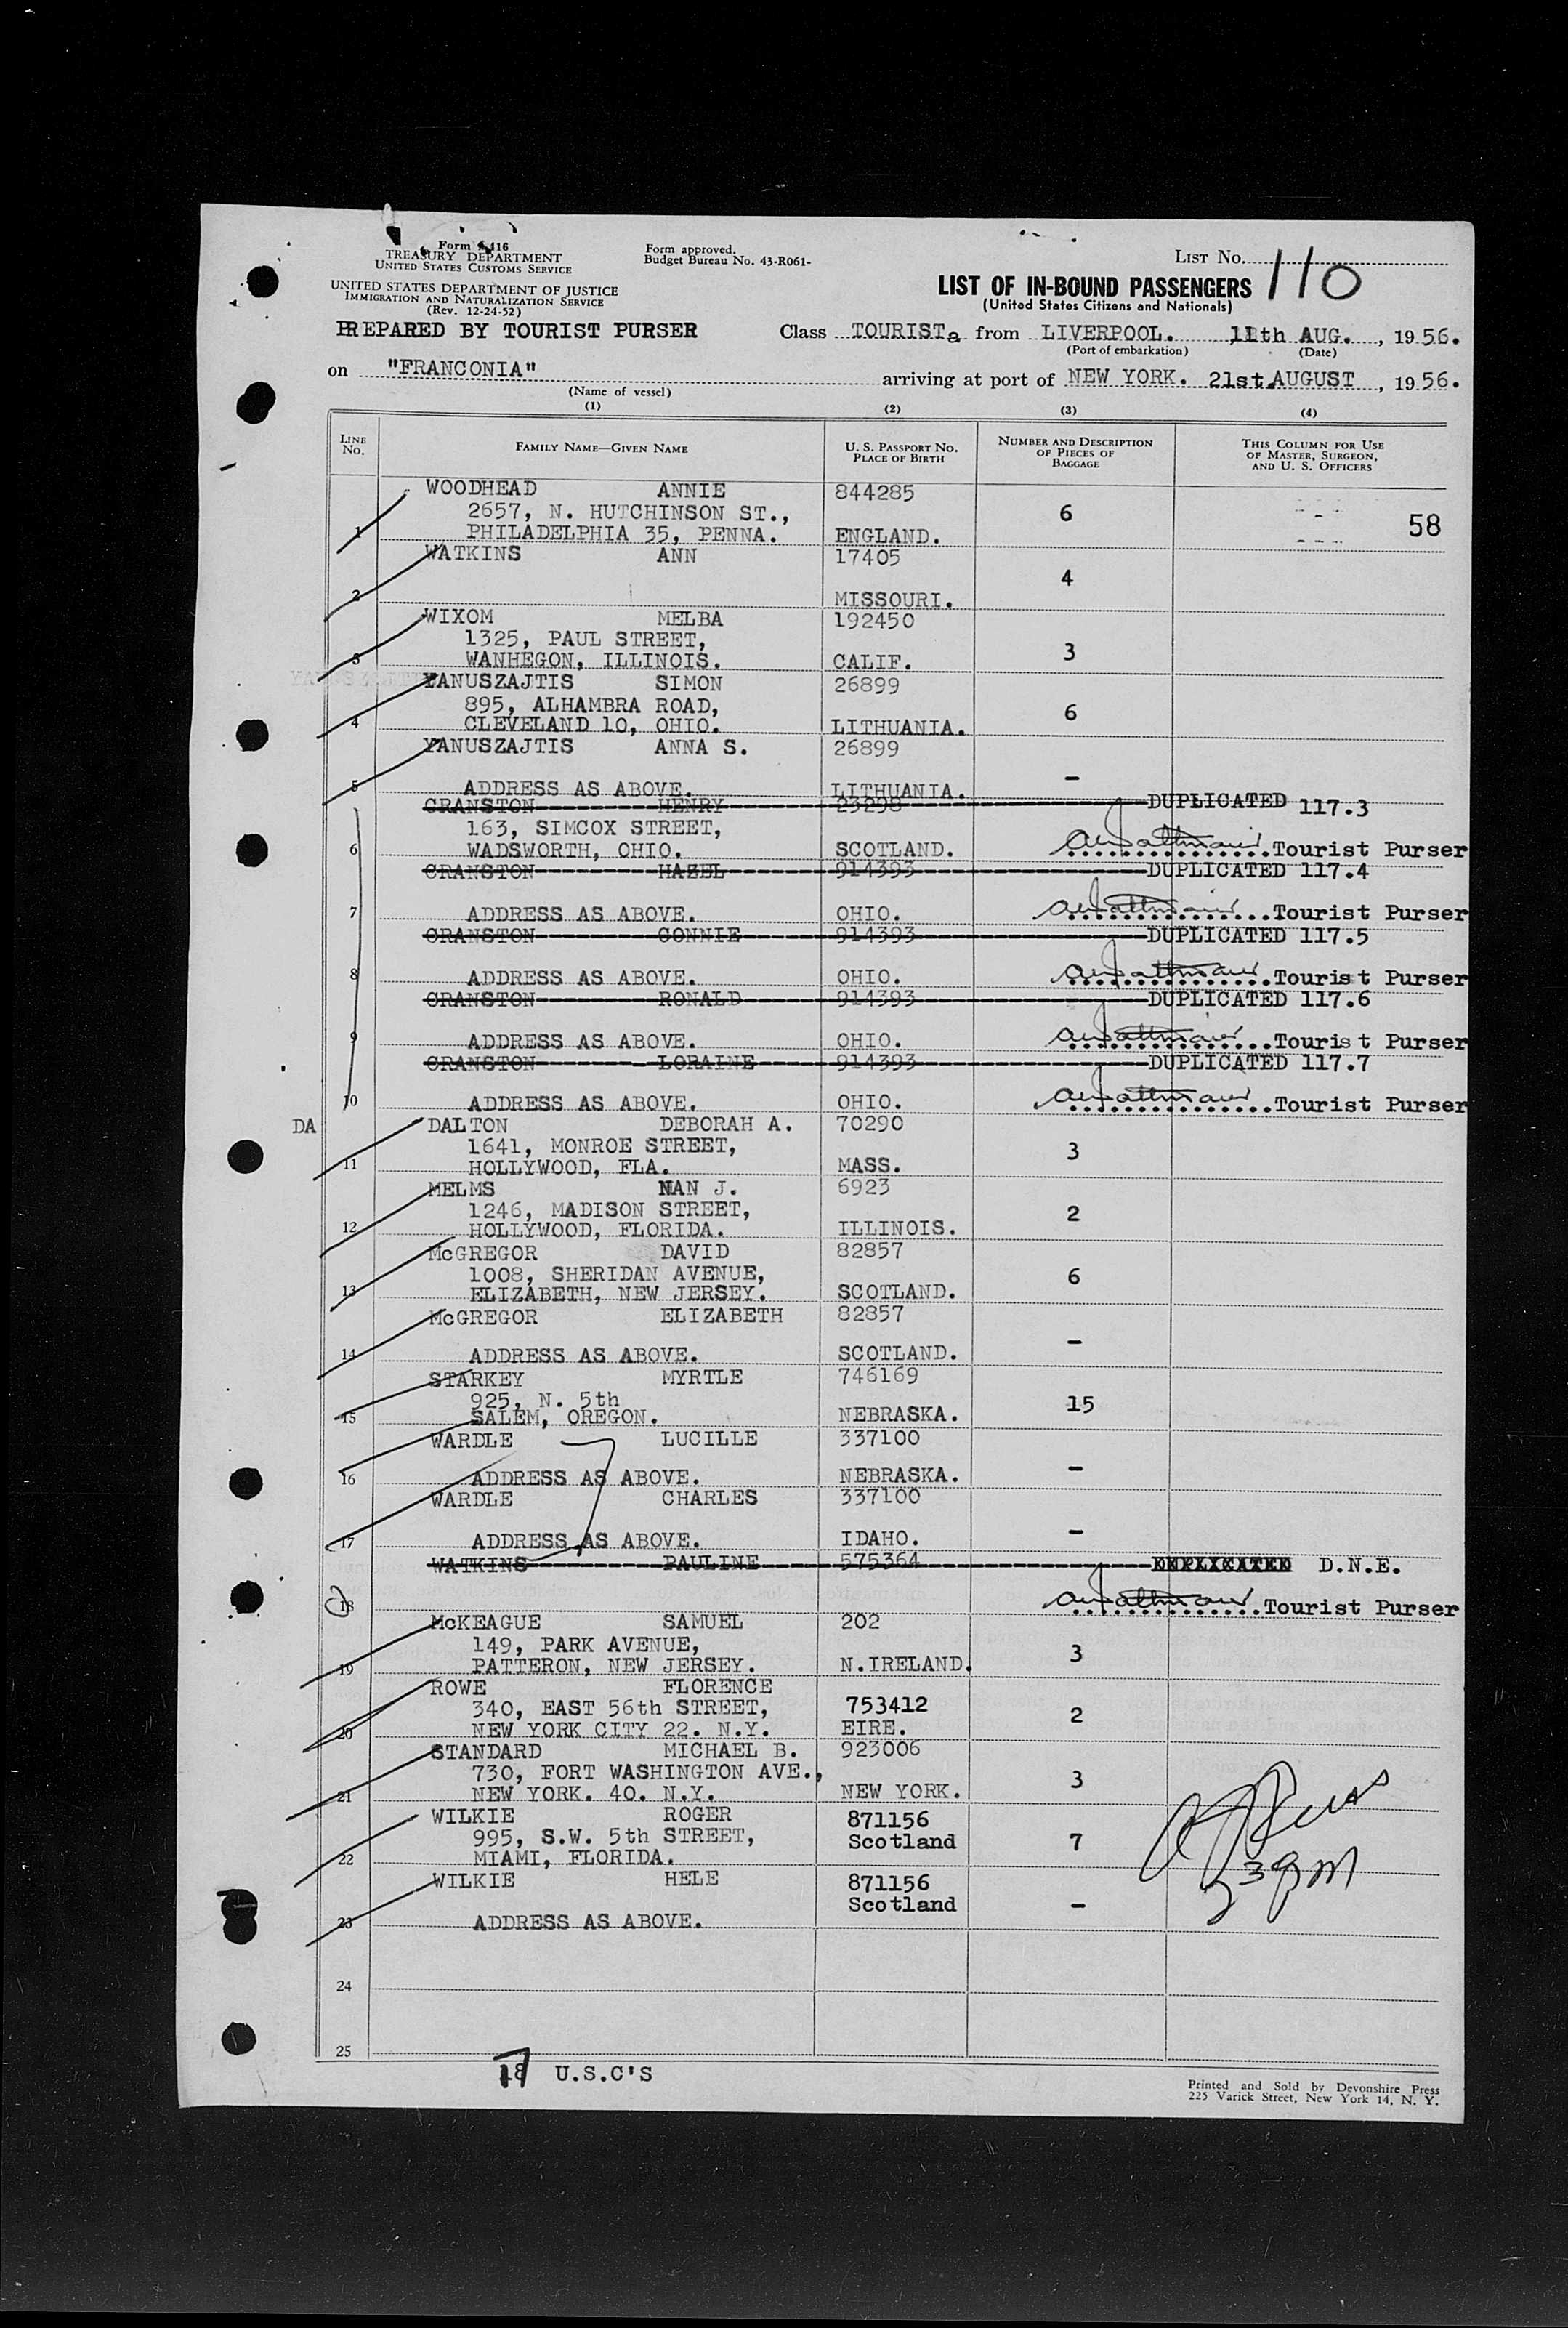 Form A416
TREASURY DEPARTMENT
UNITED STATES CUSTOMS SERVICE
UNITED STATES DEPARTMENT OF JUSTICE
IMMIGRATION AND NATURALIZATION SERVICE
(Rev. 12-24-52)
Form approved.
Budget Bureau No. 43-R061-
LIST No. 110
LIST OF IN-BOUND PASSENGERS
(United States Citizens and Nationals)
PREPARED BY TOURIST PURSER
Class TOURISTa from LIVERPOOL. 11th AUG., 1956.
(Port of embarkation) (Date)
on "FRANCONIA" arriving at port of NEW YORK. 21st.AUGUST, 1956.
(Name of vessel)
(1) (2) (3) (4)
LINE No. FAMILY NAME—GIVEN NAME U. S. PASSPORT NO. PLACE OF BIRTH NUMBER AND DESCRIPTION OF PIECES OF BAGGAGE THIS COLUMN FOR USE OF MASTER, SURGEON, AND U. S. OFFICERS
WOODHEAD ANNIE 844285
2657, N. HUTCHINSON ST., 6 58
1 PHILADELPHIA 35, PENNA. ENGLAND.
WATKINS ANN 17405
4
2 MISSOURI.
WIXOM MELBA 192450
1325, PAUL STREET, 3
3 WANHEGON, ILLINOIS. CALIF.
YANUSZAJTIS SIMON 26899
895, ALHAMBRA ROAD, 6
4 CLEVELAND 10, OHIO. LITHUANIA.
YANUSZAJTIS ANNA S. 26899
5 ADDRESS AS ABOVE. LITHUANIA. -
CRANSTON HENRY 23298 DUPLICATED 117.3
163, SIMCOX STREET,
6 WADSWORTH, OHIO. SCOTLAND. Tourist Purser
CRANSTON HAZEL 914393 DUPLICATED 117.4
7 ADDRESS AS ABOVE. OHIO. Tourist Purser
CRANSTON CONNIE 914393 DUPLICATED 117.5
8 ADDRESS AS ABOVE. OHIO. Tourist Purser
CRANSTON RONALD 914393 DUPLICATED 117.6
9 ADDRESS AS ABOVE. OHIO. Tourist Purser
CRANSTON LORAINE 914393 DUPLICATED 117.7
10 ADDRESS AS ABOVE. OHIO. Tourist Purser
DA DALTON DEBORAH A. 70290
1641, MONROE STREET, 3
11 HOLLYWOOD, FLA. MASS.
MELMS NAN J. 6923
1246, MADISON STREET, 2
12 HOLLYWOOD, FLORIDA. ILLINOIS.
McGREGOR DAVID 82857
1008, SHERIDAN AVENUE, 6
13 ELIZABETH, NEW JERSEY. SCOTLAND.
McGREGOR ELIZABETH 82857
14 ADDRESS AS ABOVE. SCOTLAND. -
STARKEY MYRTLE 746169
925, N. 5th 15
15 SALEM, OREGON. NEBRASKA.
WARDLE LUCILLE 337100
16 ADDRESS AS ABOVE. NEBRASKA. -
WARDLE CHARLES 337100
17 ADDRESS AS ABOVE. IDAHO. -
WATKINS PAULINE 575364 DUPLICATED D.N.E.
18 Tourist Purser
McKEAGUE SAMUEL 202
149, PARK AVENUE, 3
19 PATTERON, NEW JERSEY. N.IRELAND.
ROWE FLORENCE
340, EAST 56th STREET, 753412 2
20 NEW YORK CITY 22. N.Y. EIRE.
STANDARD MICHAEL B. 923006
730, FORT WASHINGTON AVE., 3
21 NEW YORK. 40. N.Y. NEW YORK.
WILKIE ROGER 871156
995, S.W. 5th STREET, Scotland 7
22 MIAMI, FLORIDA.
WILKIE HELE 871156
Scotland -
23 ADDRESS AS ABOVE.
24
25
17 U.S.C'S
Printed and Sold by Devonshire Press
225 Varick Street, New York 14, N. Y.